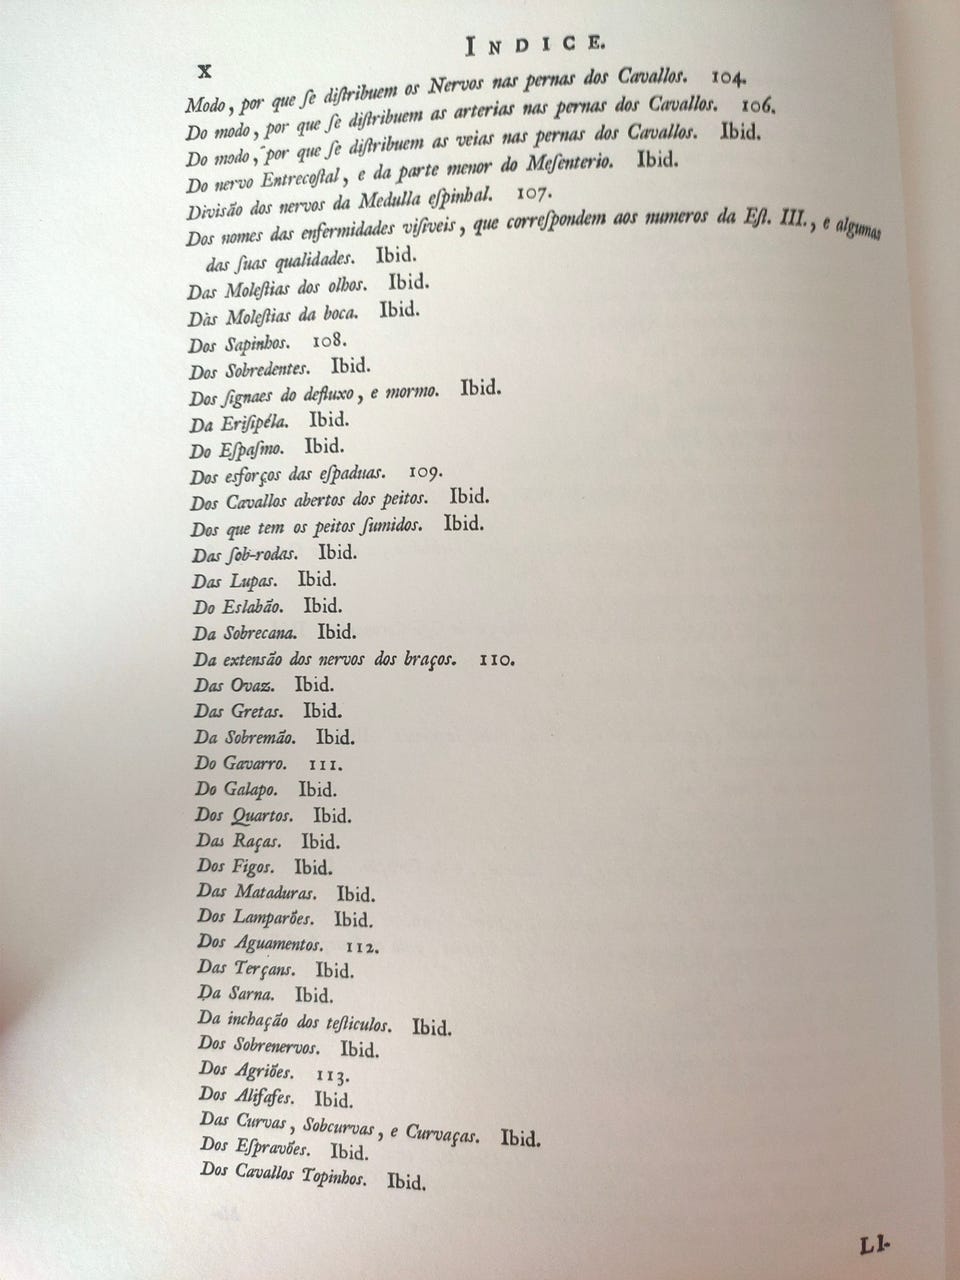 INDICE.
X
Modo, por que ſe diſtribuem os Nervos nas pernas dos Cavallos. 104.
Do modo, por que ſe diſtribuem as arterias nas pernas dos Cavallos. 106.
Do modo, por que ſe diſtribuem as veias nas pernas dos Cavallos. Ibid.
Do nervo Entrecoſtal, e da parte menor do Meſenterio. Ibid.
Divisão dos nervos da Medulla eſpinhal. 107.
Dos nomes das enfermidades viſiveis, que correſpondem aos numeros da Eſt. III., e algumas
das ſuas qualidades. Ibid.
Das Moleſtias dos olhos. Ibid.
Dàs Moleſtias da boca. Ibid.
Dos Sapinhos. 108.
Dos Sobredentes. Ibid.
Dos ſignaes do defluxo, e mormo. Ibid.
Da Eriſipéla. Ibid.
Do Eſpaſmo. Ibid.
Dos esforços das eſpaduas. 109.
Dos Cavallos abertos dos peitos. Ibid.
Dos que tem os peitos ſumidos. Ibid.
Das ſob-rodas. Ibid.
Das Lupas. Ibid.
Do Eslabão. Ibid.
Da Sobrecana. Ibid.
Da extensão dos nervos dos braços. 110.
Das Ovaz. Ibid.
Das Gretas. Ibid.
Da Sobremão. Ibid.
Do Gavarro. 111.
Do Galapo. Ibid.
Dos Quartos. Ibid.
Das Raças. Ibid.
Dos Figos. Ibid.
Das Mataduras. Ibid.
Dos Lamparões. Ibid.
Dos Aguamentos. 112.
Das Terçans. Ibid.
Da Sarna. Ibid.
Da inchação dos teſticulos. Ibid.
Dos Sobrenervos. Ibid.
Dos Agriões. 113.
Dos Alifafes. Ibid.
Das Curvas, Sobcurvas, e Curvaças. Ibid.
Dos Eſpravões. Ibid.
Dos Cavallos Topinhos. Ibid.
LI-